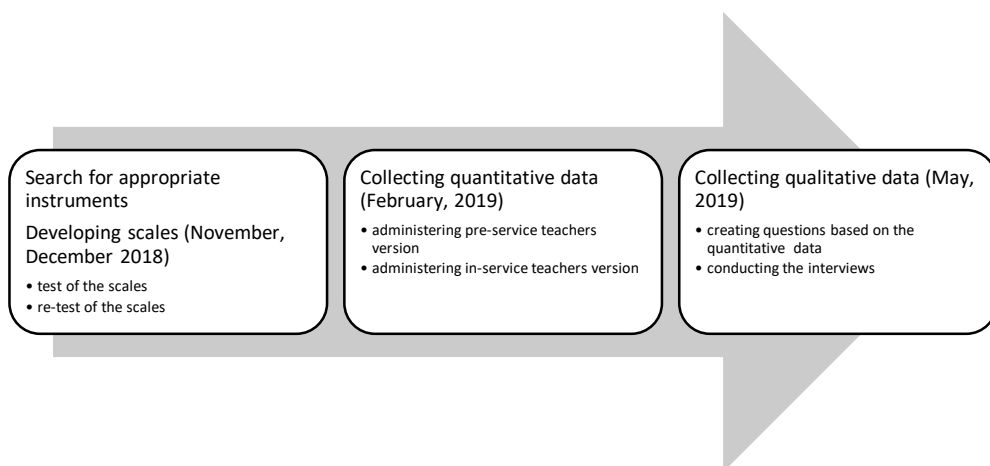 Search for appropriate
instruments
Developing scales (November,
December 2018)
• test of the scales
• re-test of the scales
Collecting quantitative data
(February, 2019)
• administering pre-service teachers
version
• administering in-service teachers version
Collecting qualitative data (May,
2019)
• creating questions based on the
quantitative data
• conducting the interviews